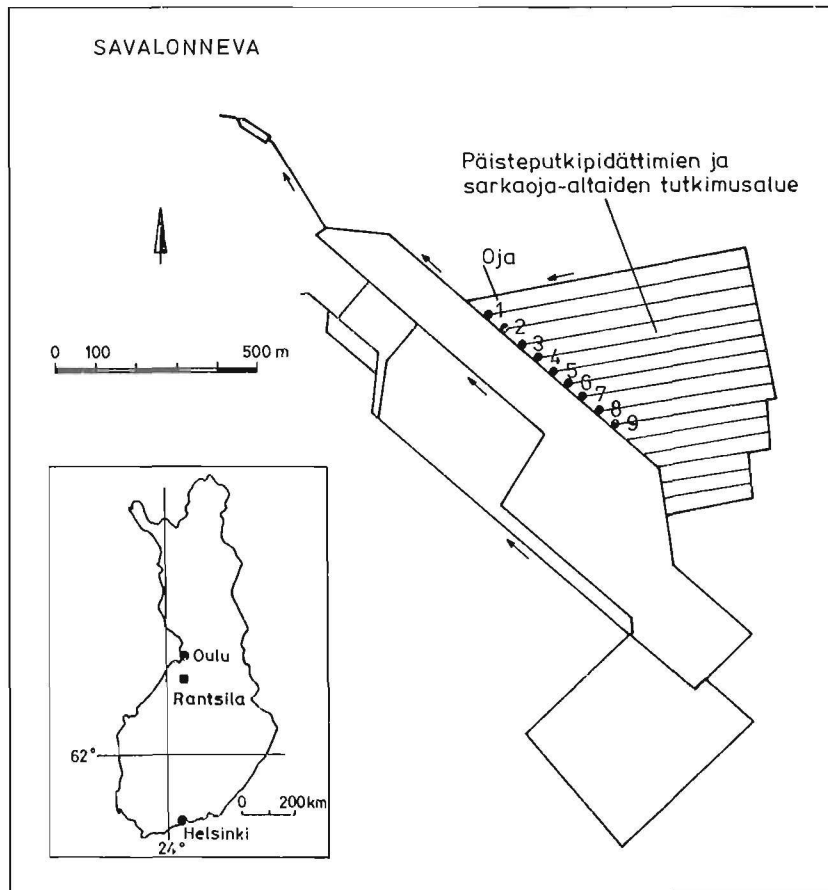 SAVALONNEVA
Päisteputkipidättimien ja
sarkaoja-altaiden tutkimusalue
Oja
1
2
3
4
5
6
7
8
9
0 100 500 m
Oulu
Rantsila
62°
0 200km
Helsinki
24°